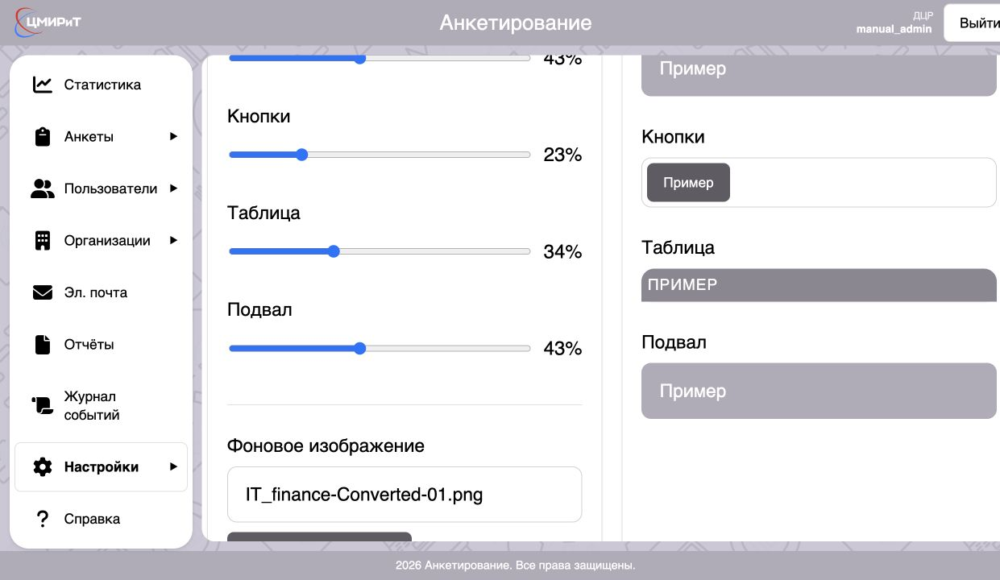 ЦМИРиТ
Анкетирование
ДЦР
manual_admin
Выйти
Статистика
Анкеты
Пользователи
Организации
Эл. почта
Отчёты
Журнал
событий
Настройки
Справка
43%
Кнопки
23%
Таблица
34%
Подвал
43%
Фоновое изображение
IT_finance-Converted-01.png
Пример
Кнопки
Пример
Таблица
ПРИМЕР
Подвал
Пример
2026 Анкетирование. Все права защищены.